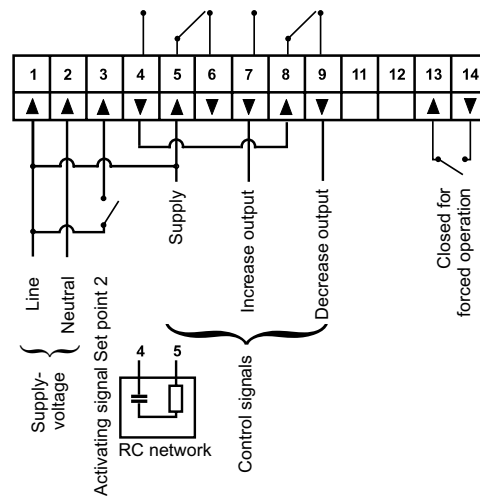 1 2 3 4 5 6 7 8 9 11 12 13 14
Line
Neutral
Supply-
voltage
Activating signal Set point 2
Supply
Increase output
Decrease output
Control signals
Closed for
forced operation
4 5
RC network